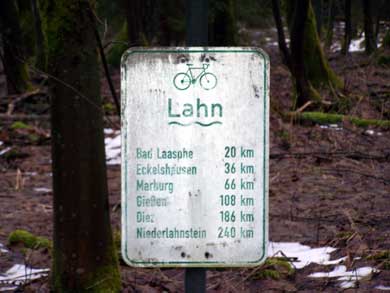 Lahn
Bad Laasphe 20 km
Eckelshausen 36 km
Marburg 66 km
Gießen 108 km
Diez 186 km
Niederlahnstein 240 km